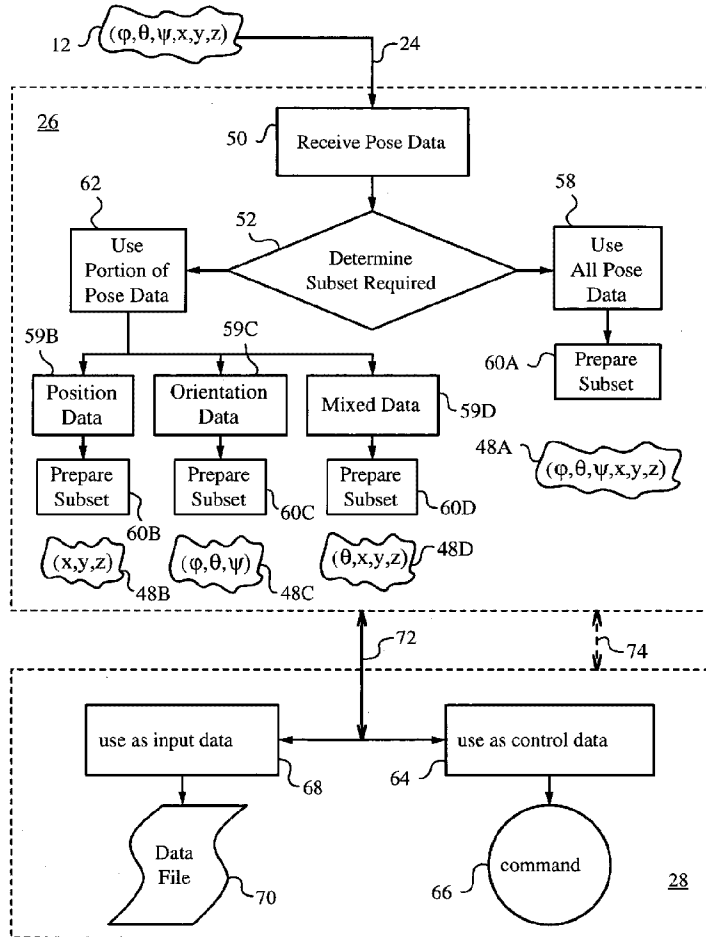 (φ,θ,ψ,x,y,z)
12
24
26
50
Receive Pose Data
62
52
58
Use
Portion of
Pose Data
Determine
Subset Required
Use
All Pose
Data
59B
59C
60A
Prepare
Subset
Position
Data
Orientation
Data
Mixed Data
59D
48A
(φ,θ,ψ,x,y,z)
Prepare
Subset
Prepare
Subset
Prepare
Subset
60B
60C
60D
(x,y,z)
(φ,θ,ψ)
(θ,x,y,z)
48B
48C
48D
72
74
use as input data
use as control data
68
64
Data
File
command
70
66
28